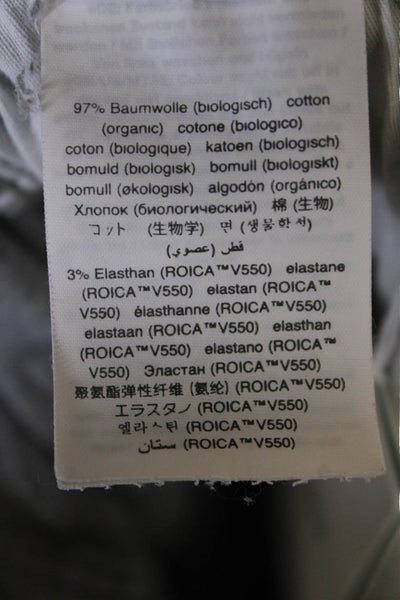 97% Baumwolle (biologisch) cotton
(organic) cotone (biologico)
coton (biologique) katoen (biologisch)
bomuld (biologisk) bomull (biologiskt)
bomull (økologisk) algodón (orgánico)
Хлопок (биологический) 棉 (生物)
コット (生物学) 면 (생물학서)
قطر (عضوي)
3% Elasthan (ROICA™V550) elastane
(ROICA™V550) elastan (ROICA™
V550) élasthanne (ROICA™V550)
elastaan (ROICA™V550) elasthan
(ROICA™V550) elastano (ROICA™
V550) Эластан (ROICA™V550)
聚氨酯弹性纤维 (氨纶) (ROICA™V550)
エラスタノ (ROICA™V550)
엘라스틴 (ROICA™V550)
ستان (ROICA™V550)